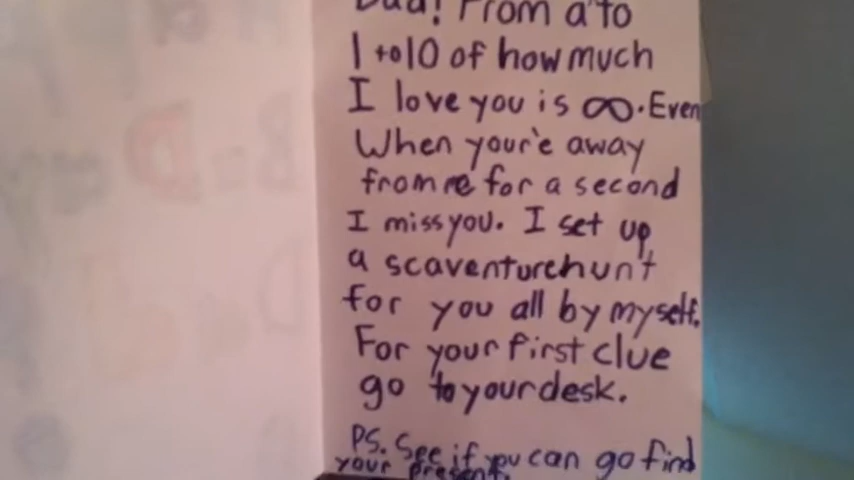 Dad! From a to
1 to 10 of how much
I love you is ∞. Even
When your'e away
from me for a second
I miss you. I set up
a scaventurehunt
for you all by myself.
For your first clue
go to your desk.
PS. See if you can go find
your present.